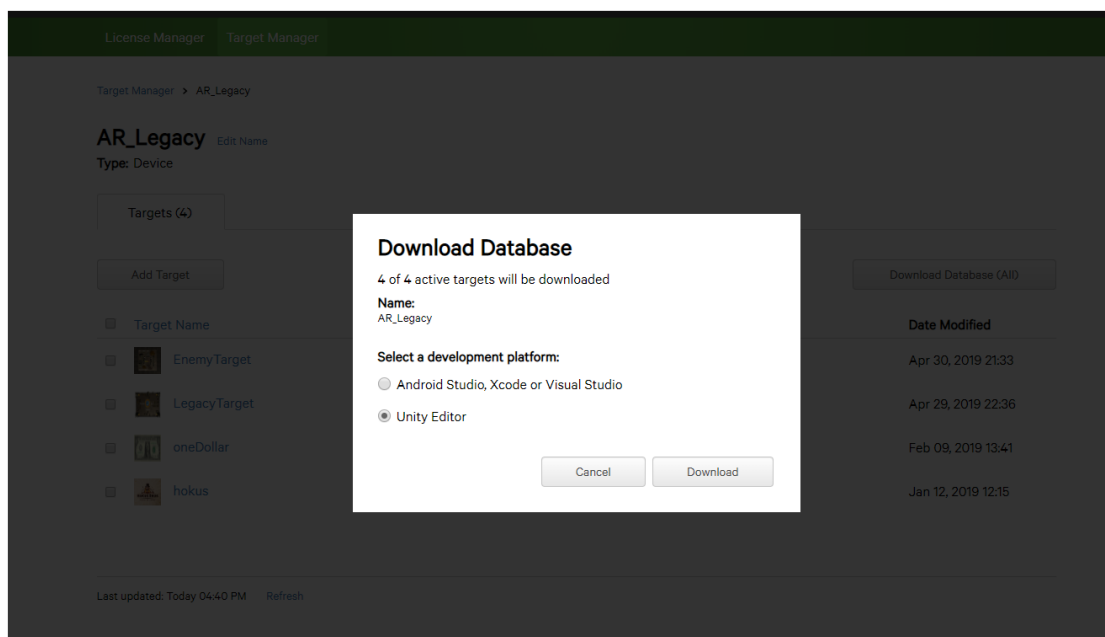 License Manager Target Manager
Target Manager > AR_Legacy
AR_Legacy Edit Name
Type: Device
Targets (4)
Add Target Download Database (All)
Target Name Date Modified
EnemyTarget Apr 30, 2019 21:33
LegacyTarget Apr 29, 2019 22:36
oneDollar Feb 09, 2019 13:41
hokus Jan 12, 2019 12:15
Last updated: Today 04:40 PM Refresh
Download Database
4 of 4 active targets will be downloaded
Name:
AR_Legacy
Select a development platform:
Android Studio, Xcode or Visual Studio
Unity Editor
Cancel Download